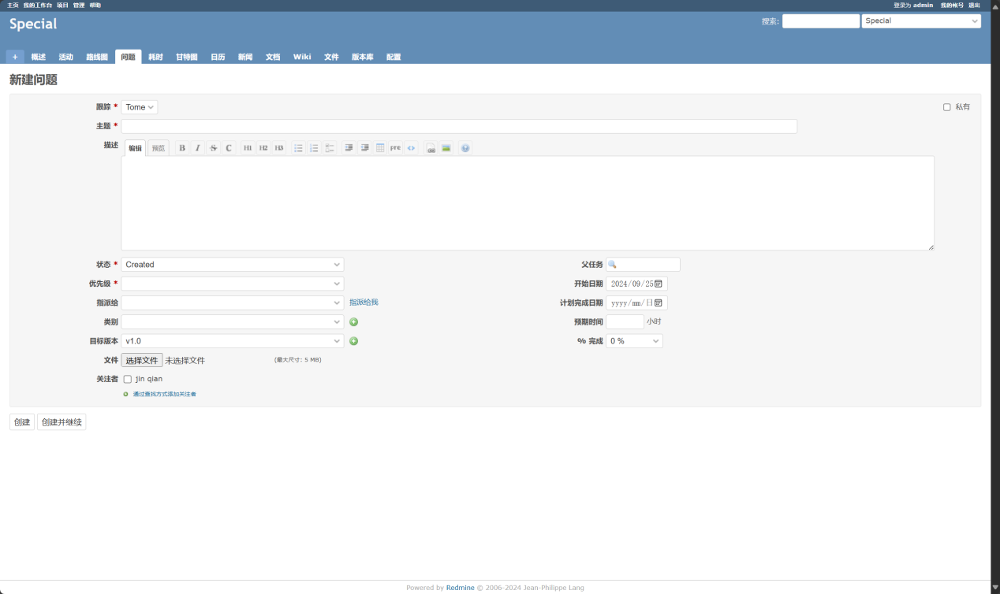 主页 我的工作台 项目 管理 帮助 登录为 admin 我的帐号 退出
Special 搜索: Special
+ 概述 活动 路线图 问题 耗时 甘特图 日历 新闻 文档 Wiki 文件 版本库 配置
新建问题
跟踪 * Tome 私有
主题 *
描述 编辑 预览 B I S C H1 H2 H3 pre
状态 * Created 父任务
优先级 * 开始日期 2024/09/25
指派给 指派给我 计划完成日期 yyyy/mm/日
类别 预期时间 小时
目标版本 v1.0 % 完成 0 %
文件 选择文件 未选择文件 (最大尺寸: 5 MB)
关注者 jin qian
通过查找方式添加关注者
创建 创建并继续
Powered by Redmine © 2006-2024 Jean-Philippe Lang